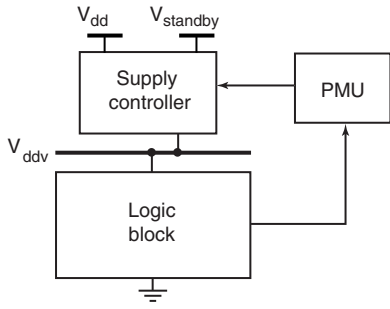 Vdd
Vstandby
Supply
controller
PMU
Vddv
Logic
block